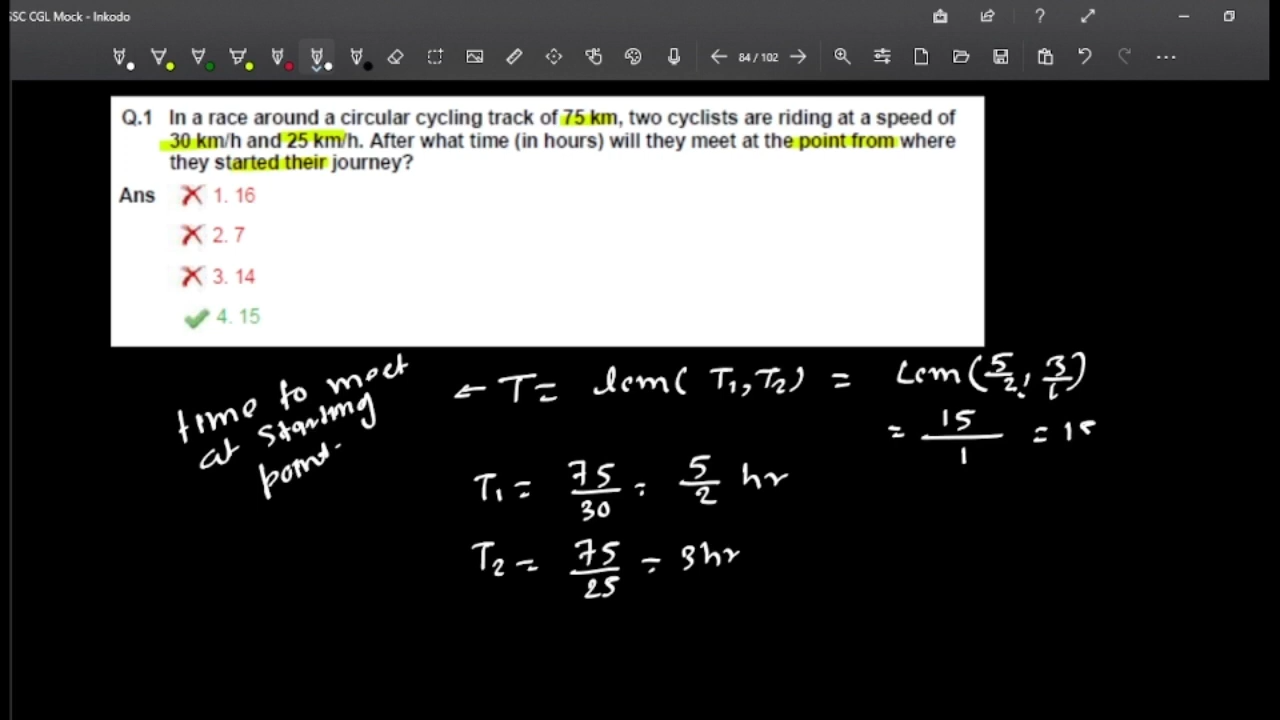 SSC CGL Mock - Inkodo
84 / 102
Q.1 In a race around a circular cycling track of 75 km, two cyclists are riding at a speed of
30 km/h and 25 km/h. After what time (in hours) will they meet at the point from where
they started their journey?
Ans 1. 16
2. 7
3. 14
4. 15
time to meet
at starting
point.
← T = lcm( T₁, T₂) = Lcm(5/2, 3/1)
= 15/1 = 15
T₁ = 75/30 = 5/2 hr
T₂ = 75/25 = 3hr